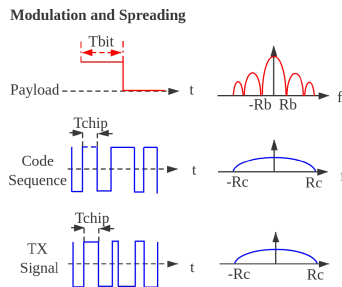 Modulation and Spreading
Tbit
Payload
t
-Rb Rb
f
Tchip
Code
Sequence
t
-Rc Rc
Tchip
TX
Signal
t
-Rc Rc